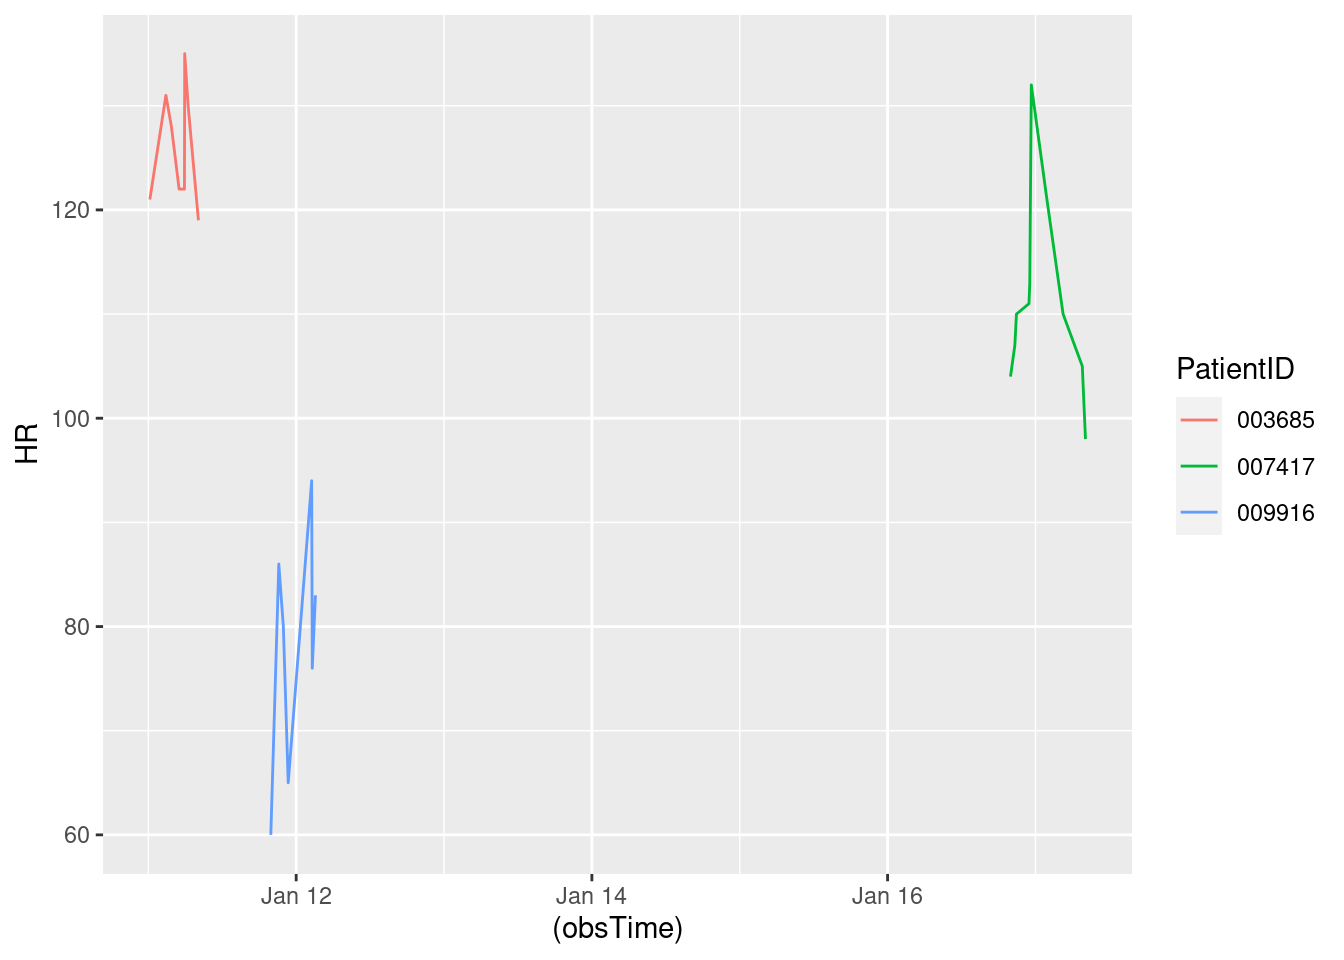 HR
120
100
80
60
Jan 12
Jan 14
Jan 16
(obsTime)
PatientID
003685
007417
009916